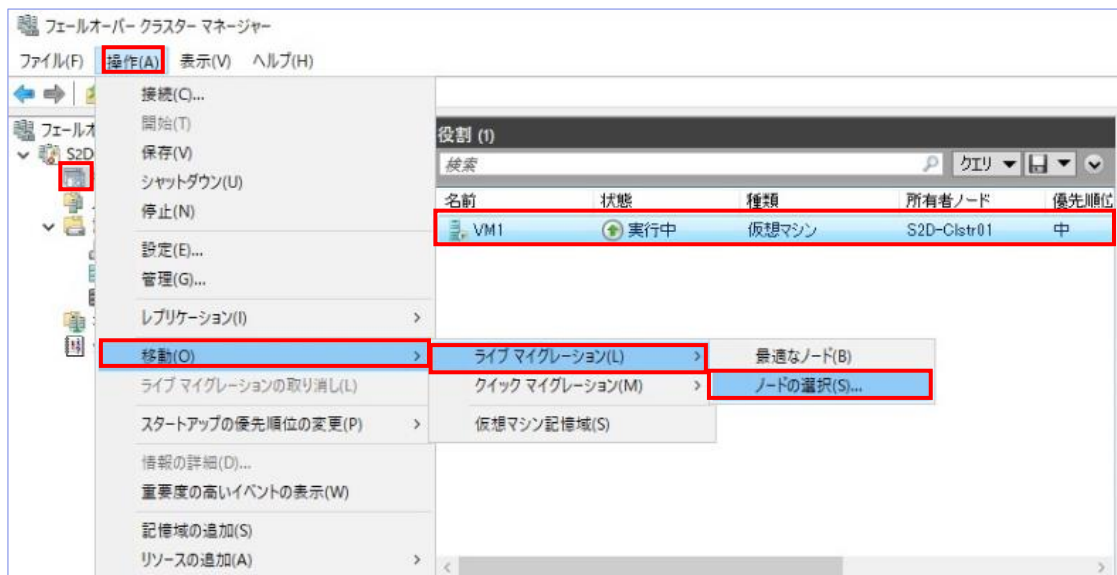 フェールオーバー クラスター マネージャー
ファイル(F) 操作(A) 表示(V) ヘルプ(H)
接続(C)...
開始(T)
保存(V)
シャットダウン(U)
停止(N)
設定(E)...
管理(G)...
レプリケーション(I)
移動(O)
ライブ マイグレーションの取り消し(L)
スタートアップの優先順位の変更(P)
情報の詳細(D)...
重要度の高いイベントの表示(W)
記憶域の追加(S)
リソースの追加(A)
ライブ マイグレーション(L)
クイック マイグレーション(M)
仮想マシン記憶域(S)
最適なノード(B)
ノードの選択(S)...
フェールオ
S2D
役割 (1)
検索
クエリ
名前 状態 種類 所有者ノード 優先順位
VM1 実行中 仮想マシン S2D-Clstr01 中